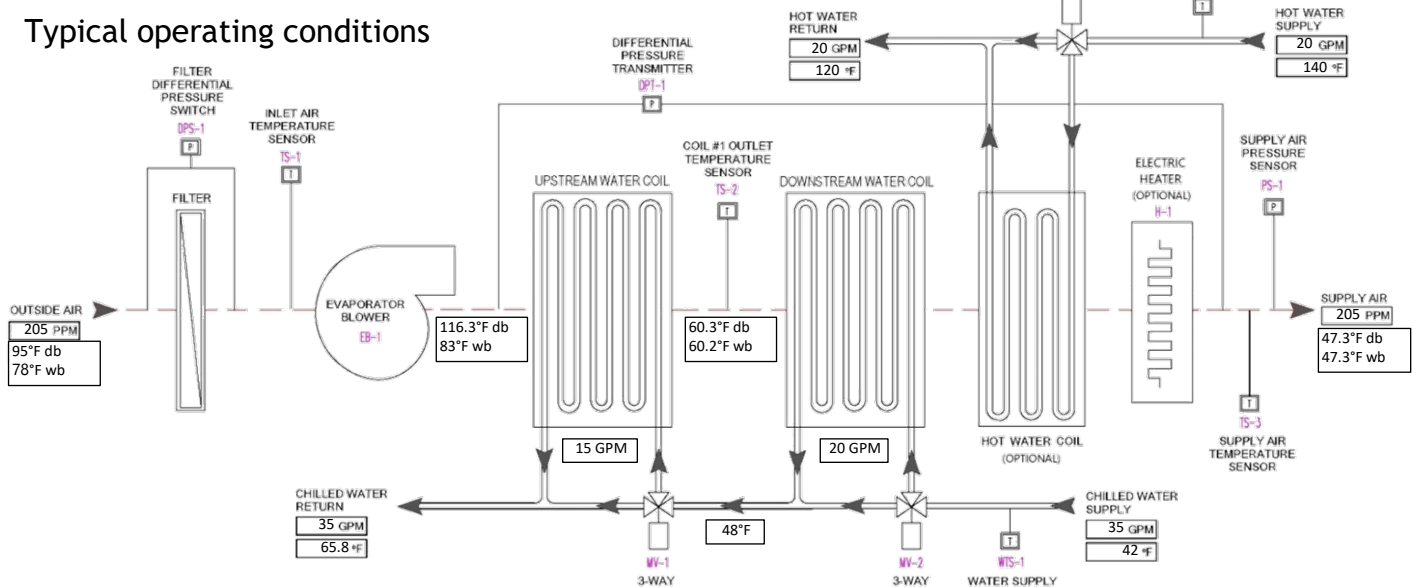 Typical operating conditions
HOT WATER
RETURN
20 GPM
120 °F
T
HOT WATER
SUPPLY
20 GPM
140 °F
DIFFERENTIAL
PRESSURE
TRANSMITTER
DPT-1
P
FILTER
DIFFERENTIAL
PRESSURE
SWITCH
DPS-1
P
INLET AIR
TEMPERATURE
SENSOR
TS-1
T
FILTER
COIL #1 OUTLET
TEMPERATURE
SENSOR
TS-2
T
UPSTREAM WATER COIL
DOWNSTREAM WATER COIL
ELECTRIC
HEATER
(OPTIONAL)
H-1
SUPPLY AIR
PRESSURE
SENSOR
PS-1
P
OUTSIDE AIR
205 PPM
95°F db
78°F wb
EVAPORATOR
BLOWER
EB-1
116.3°F db
83°F wb
60.3°F db
60.2°F wb
SUPPLY AIR
205 PPM
47.3°F db
47.3°F wb
T
TS-3
SUPPLY AIR
TEMPERATURE
SENSOR
15 GPM
20 GPM
HOT WATER COIL
(OPTIONAL)
CHILLED WATER
RETURN
35 GPM
65.8 °F
48°F
CHILLED WATER
SUPPLY
35 GPM
42 °F
MV-1
3-WAY
MV-2
3-WAY
T
WTS-1
WATER SUPPLY